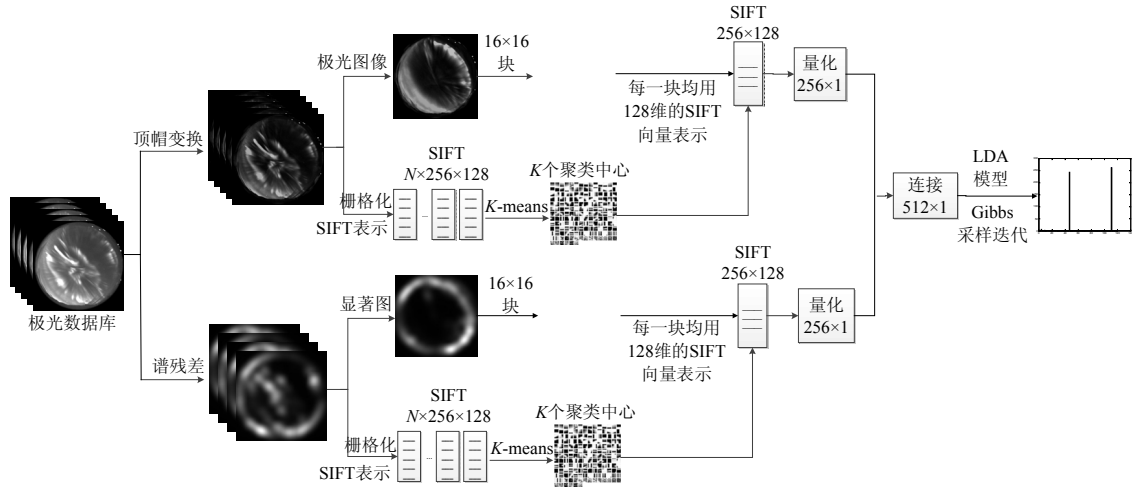 极光数据库
顶帽变换
极光图像
16×16
块
每一块均用
128维的SIFT
向量表示
SIFT
256×128
量化
256×1
栅格化
SIFT表示
SIFT
N×256×128
...
K-means
K个聚类中心
谱残差
显著图
16×16
块
每一块均用
128维的SIFT
向量表示
SIFT
256×128
量化
256×1
栅格化
SIFT表示
SIFT
N×256×128
...
K-means
K个聚类中心
连接
512×1
LDA
模型
Gibbs
采样迭代